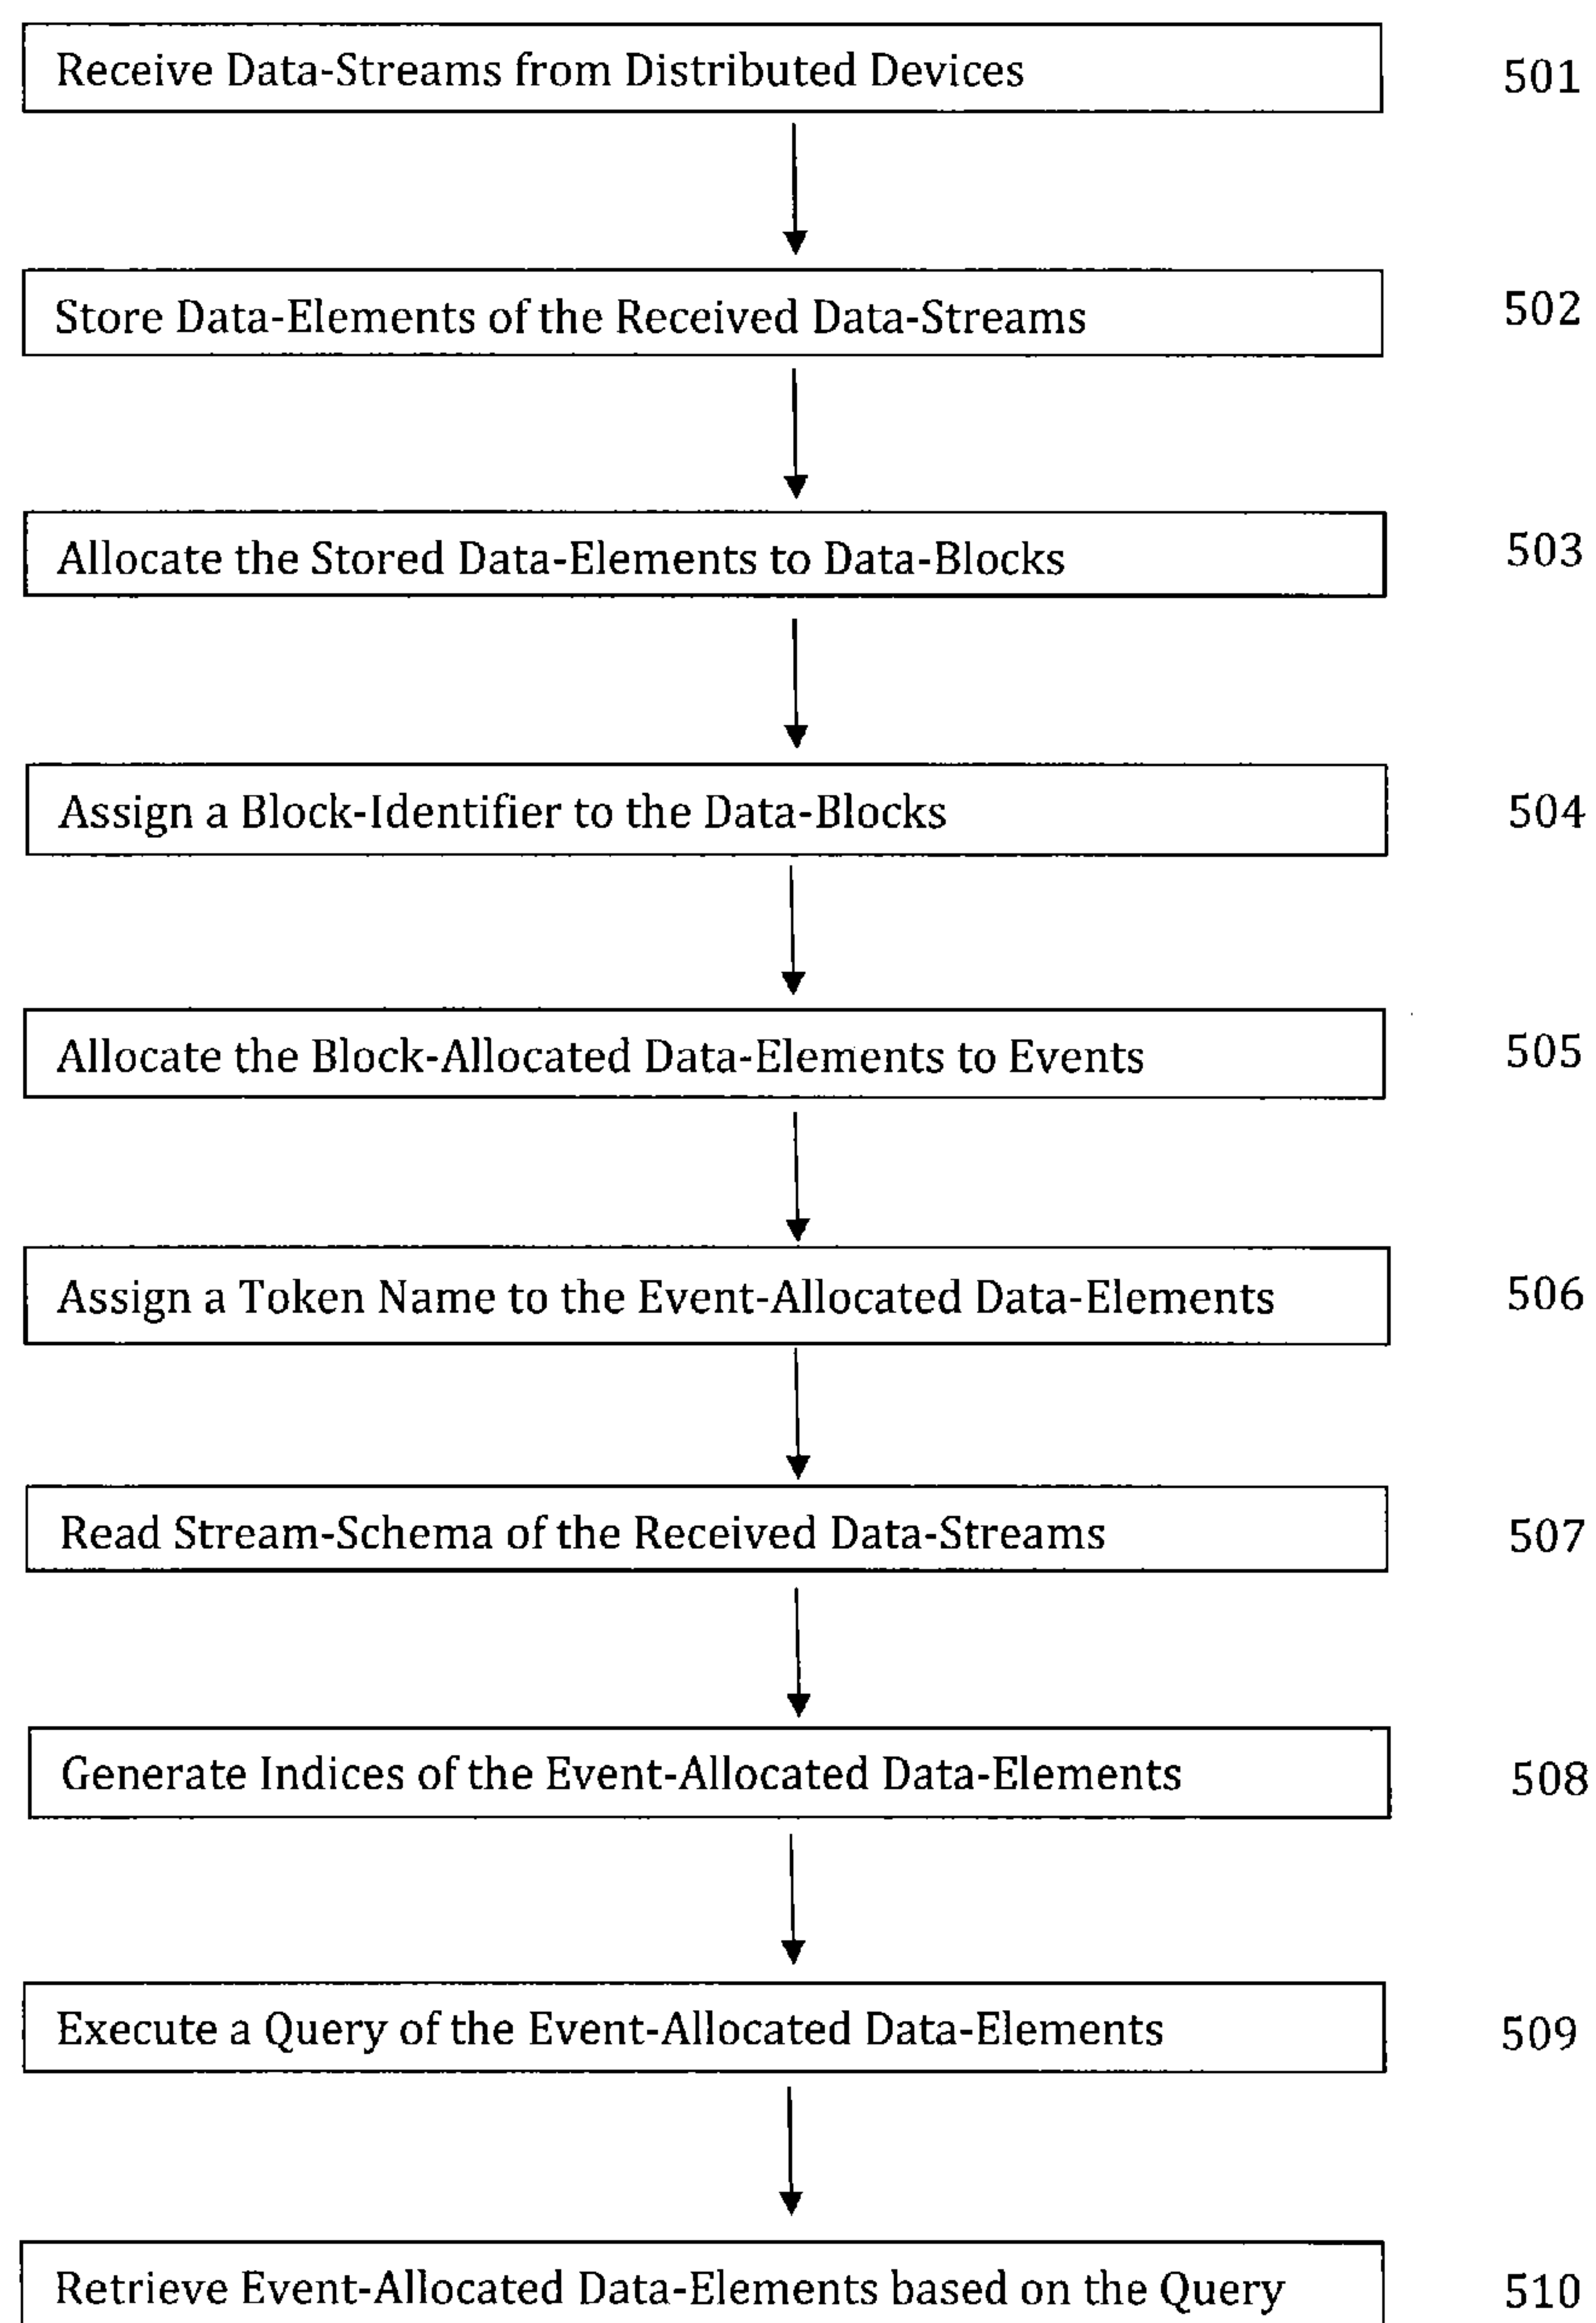 Receive Data-Streams from Distributed Devices 501
Store Data-Elements of the Received Data-Streams 502
Allocate the Stored Data-Elements to Data-Blocks 503
Assign a Block-Identifier to the Data-Blocks 504
Allocate the Block-Allocated Data-Elements to Events 505
Assign a Token Name to the Event-Allocated Data-Elements 506
Read Stream-Schema of the Received Data-Streams 507
Generate Indices of the Event-Allocated Data-Elements 508
Execute a Query of the Event-Allocated Data-Elements 509
Retrieve Event-Allocated Data-Elements based on the Query 510